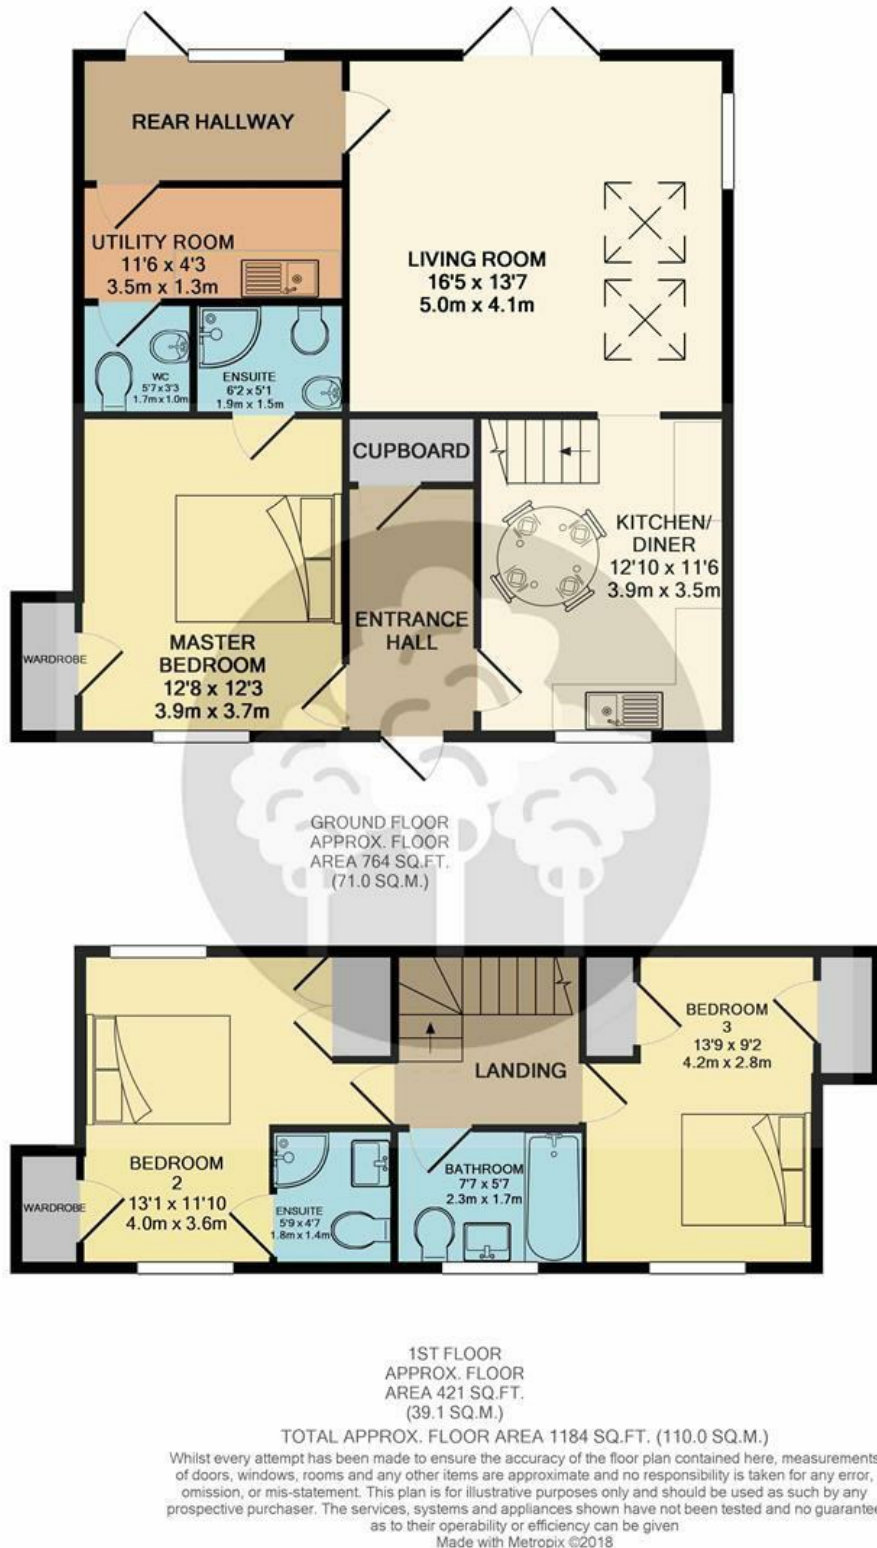 REAR HALLWAY
UTILITY ROOM
11'6 x 4'3
3.5m x 1.3m
LIVING ROOM
16'5 x 13'7
5.0m x 4.1m
WC
5'7 x 3'3
1.7m x 1.0m
ENSUITE
6'2 x 5'1
1.9m x 1.5m
CUPBOARD
KITCHEN/
DINER
12'10 x 11'6
3.9m x 3.5m
ENTRANCE
HALL
WARDROBE
MASTER
BEDROOM
12'8 x 12'3
3.9m x 3.7m
GROUND FLOOR
APPROX. FLOOR
AREA 764 SQ.FT.
(71.0 SQ.M.)
BEDROOM
3
13'9 x 9'2
4.2m x 2.8m
LANDING
BEDROOM
2
13'1 x 11'10
4.0m x 3.6m
WARDROBE
ENSUITE
5'9 x 4'7
1.8m x 1.4m
BATHROOM
7'7 x 5'7
2.3m x 1.7m
1ST FLOOR
APPROX. FLOOR
AREA 421 SQ.FT.
(39.1 SQ.M.)
TOTAL APPROX. FLOOR AREA 1184 SQ.FT. (110.0 SQ.M.)
Whilst every attempt has been made to ensure the accuracy of the floor plan contained here, measurements
of doors, windows, rooms and any other items are approximate and no responsibility is taken for any error,
omission, or mis-statement. This plan is for illustrative purposes only and should be used as such by any
prospective purchaser. The services, systems and appliances shown have not been tested and no guarantee
as to their operability or efficiency can be given
Made with Metropix ©2018